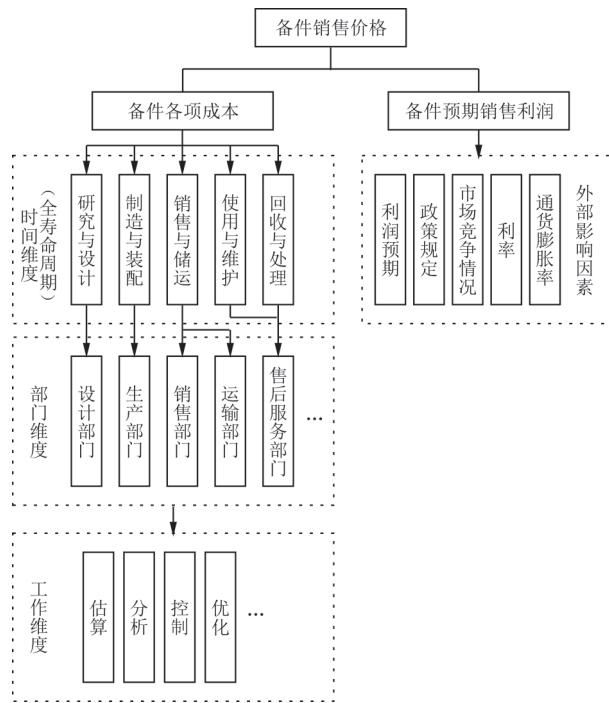 备件销售价格
备件各项成本
备件预期销售利润
时间维度
（全寿命周期）
研究与设计
制造与装配
销售与储运
使用与维护
回收与处理
利润预期
政策规定
市场竞争情况
利率
通货膨胀率
外部影响因素
部门维度
设计部门
生产部门
销售部门
运输部门
售后服务部门
…
工作维度
估算
分析
控制
优化
…